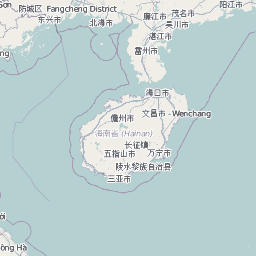 防城区 Fangcheng District
东兴市
北海市
廉江市
茂名市
阳江市
吴川市
湛江市
雷州市
海口市
儋州市
文昌市 - Wenchang
海南省 (Hainan)
长征镇
五指山市
万宁市
陵水黎族自治县
三亚市